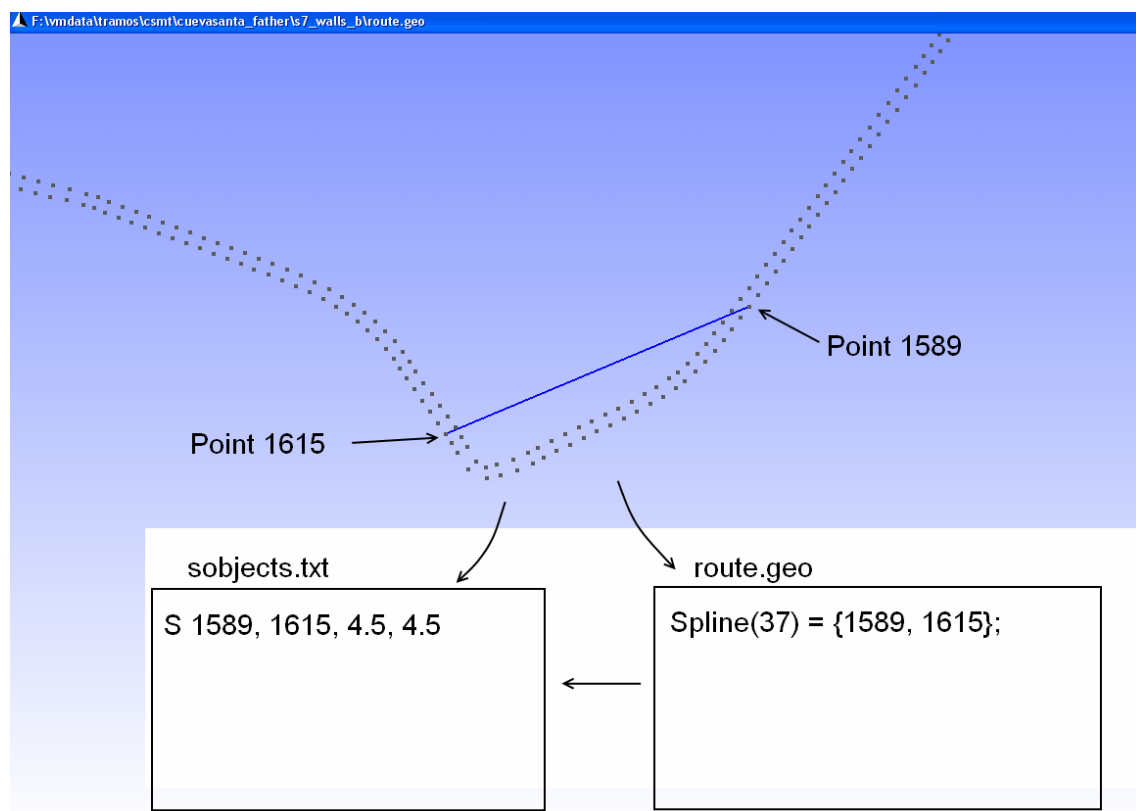 F:\vmdata\tramos\csmt\cuevasanta_father\s7_walls_b\route.geo
Point 1589
Point 1615
sobjects.txt
route.geo
S 1589, 1615, 4.5, 4.5
Spline(37) = {1589, 1615};